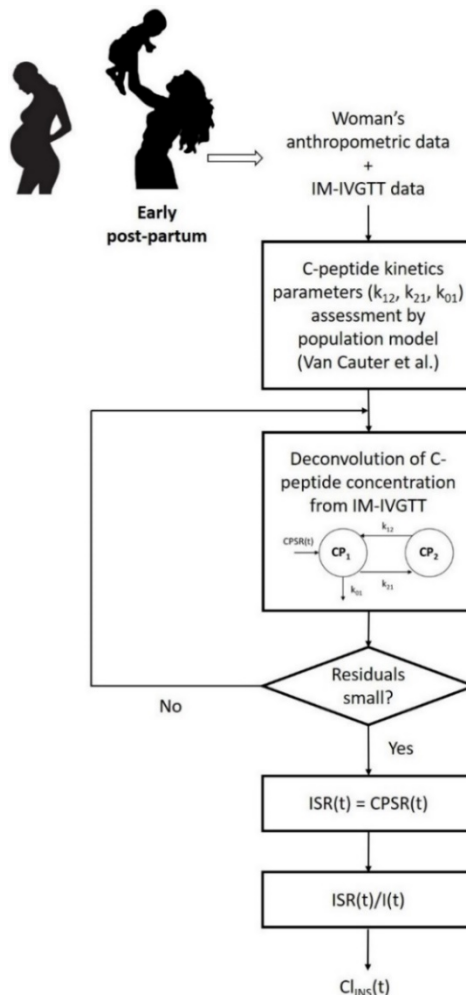 Early
post-partum
Woman's
anthropometric data
+
IM-IVGTT data
C-peptide kinetics
parameters (k₁₂, k₂₁, k₀₁)
assessment by
population model
(Van Cauter et al.)
Deconvolution of C-
peptide concentration
from IM-IVGTT
k₁₂
CPSR(t)
CP₁
CP₂
k₀₁
k₂₁
Residuals
small?
No
Yes
ISR(t) = CPSR(t)
ISR(t)/I(t)
Cl_INS(t)